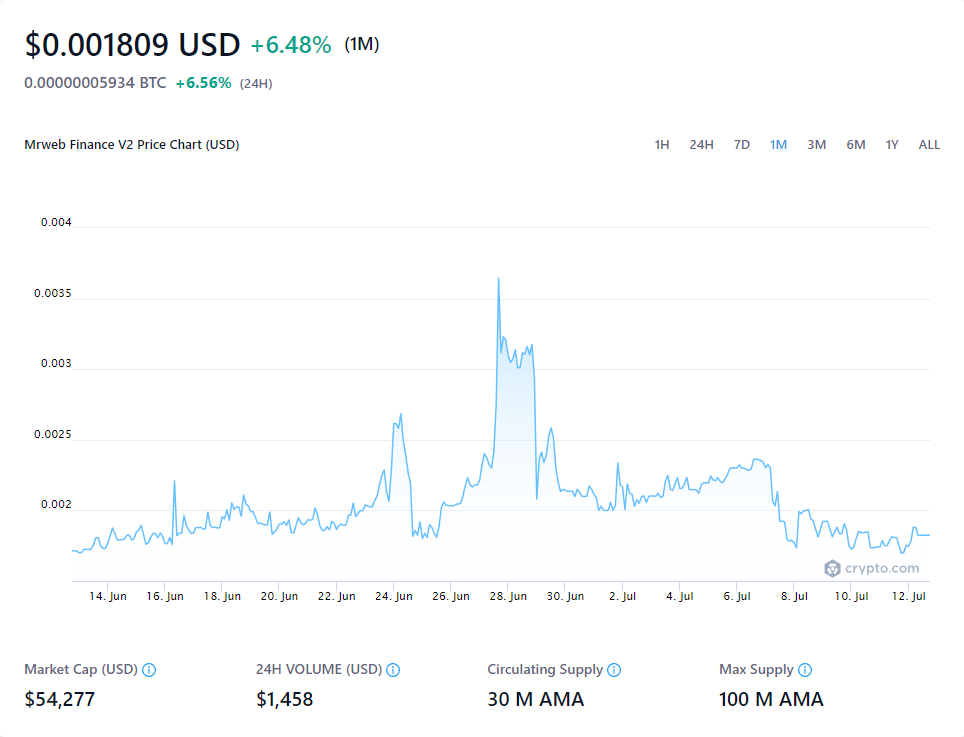 $0.001809 USD +6.48% (1M)
0.00000005934 BTC +6.56% (24H)
Mrweb Finance V2 Price Chart (USD) 1H 24H 7D 1M 3M 6M 1Y ALL
0.004
0.0035
0.003
0.0025
0.002
crypto.com
14. Jun 16. Jun 18. Jun 20. Jun 22. Jun 24. Jun 26. Jun 28. Jun 30. Jun 2. Jul 4. Jul 6. Jul 8. Jul 10. Jul 12. Jul
Market Cap (USD) 24H VOLUME (USD) Circulating Supply Max Supply
$54,277 $1,458 30 M AMA 100 M AMA